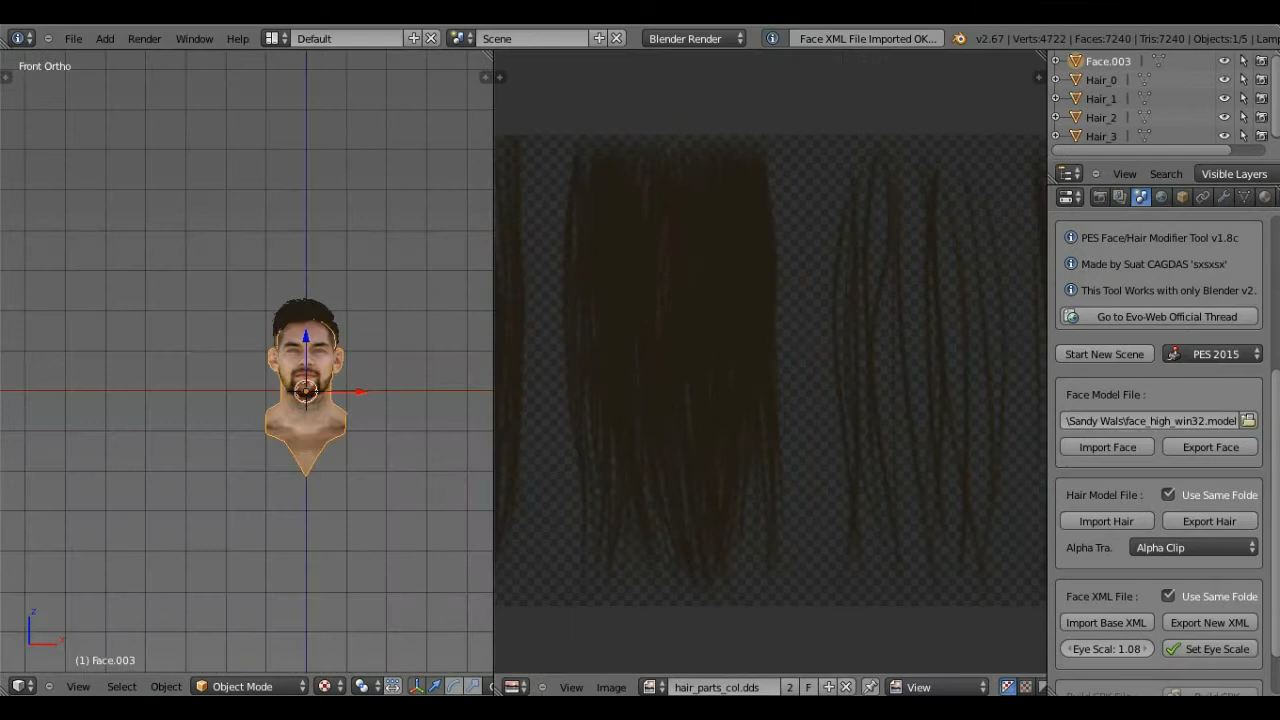 File Add Render Window Help Default Scene Blender Render Face XML File Imported OK... v2.67 | Verts:4722 | Faces:7240 | Tris:7240 | Objects:1/5 | Lamp
Front Ortho
Face.003
Hair_0
Hair_1
Hair_2
Hair_3
View Search Visible Layers
PES Face/Hair Modifier Tool v1.8c
Made by Suat CAGDAS 'sxsxsx'
This Tool Works with only Blender v2.
Go to Evo-Web Official Thread
Start New Scene PES 2015
Face Model File :
\Sandy Wals\face_high_win32.model
Import Face Export Face
Hair Model File : Use Same Folde
Import Hair Export Hair
Alpha Tra. Alpha Clip
Face XML File : Use Same Folde
Import Base XML Export New XML
Eye Scal: 1.08 Set Eye Scale
z
x
(1) Face.003
View Select Object Object Mode
View Image hair_parts_col.dds 2 F View